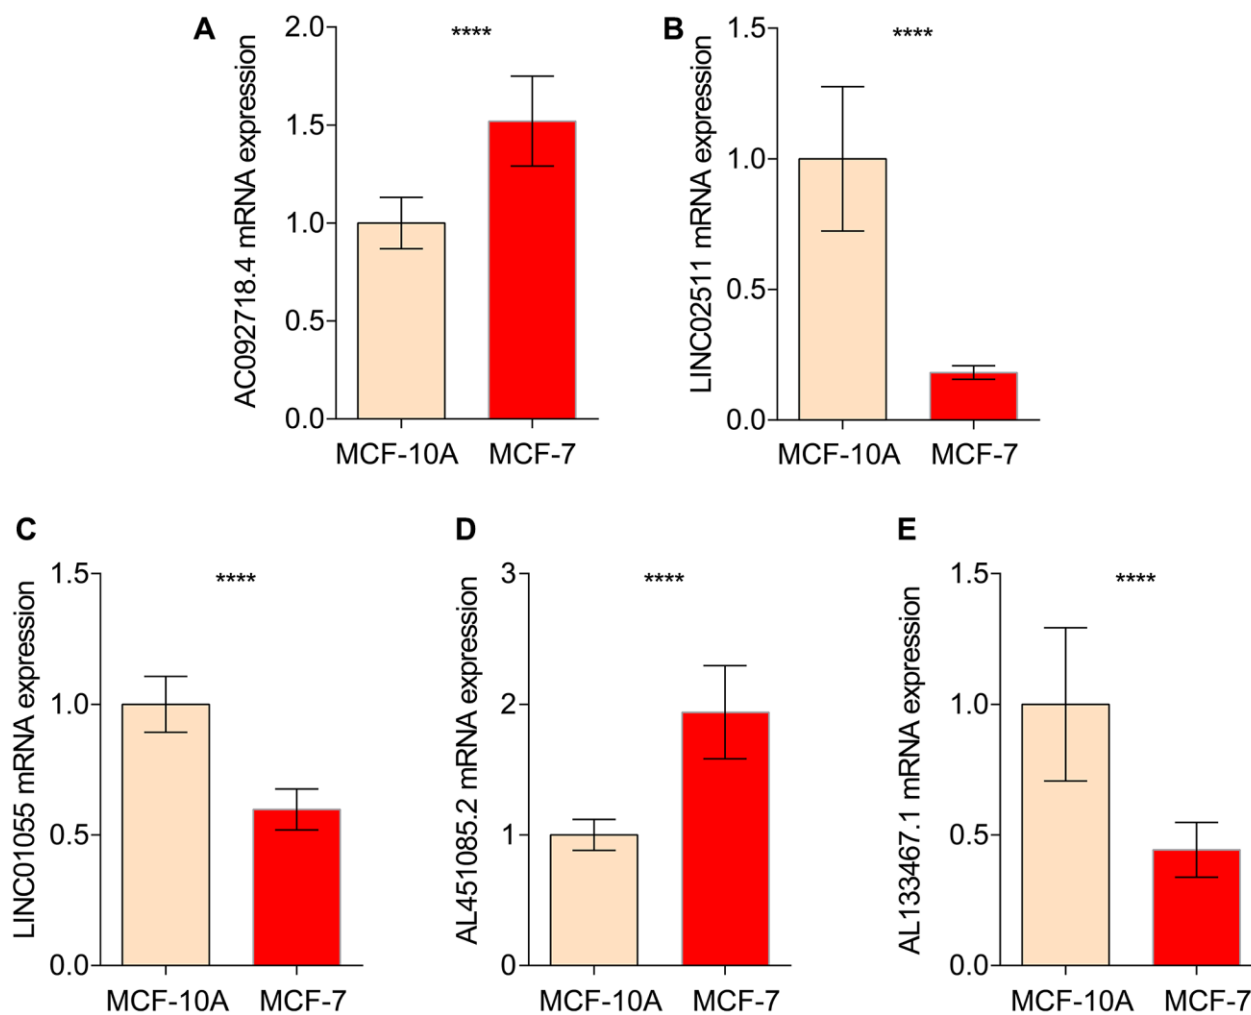 A
AC092718.4 mRNA expression
2.0
1.5
1.0
0.5
0.0
****
MCF-10A MCF-7
B
LINC02511 mRNA expression
1.5
1.0
0.5
0.0
****
MCF-10A MCF-7
C
LINC01055 mRNA expression
1.5
1.0
0.5
0.0
****
MCF-10A MCF-7
D
AL451085.2 mRNA expression
3
2
1
0
****
MCF-10A MCF-7
E
AL133467.1 mRNA expression
1.5
1.0
0.5
0.0
****
MCF-10A MCF-7